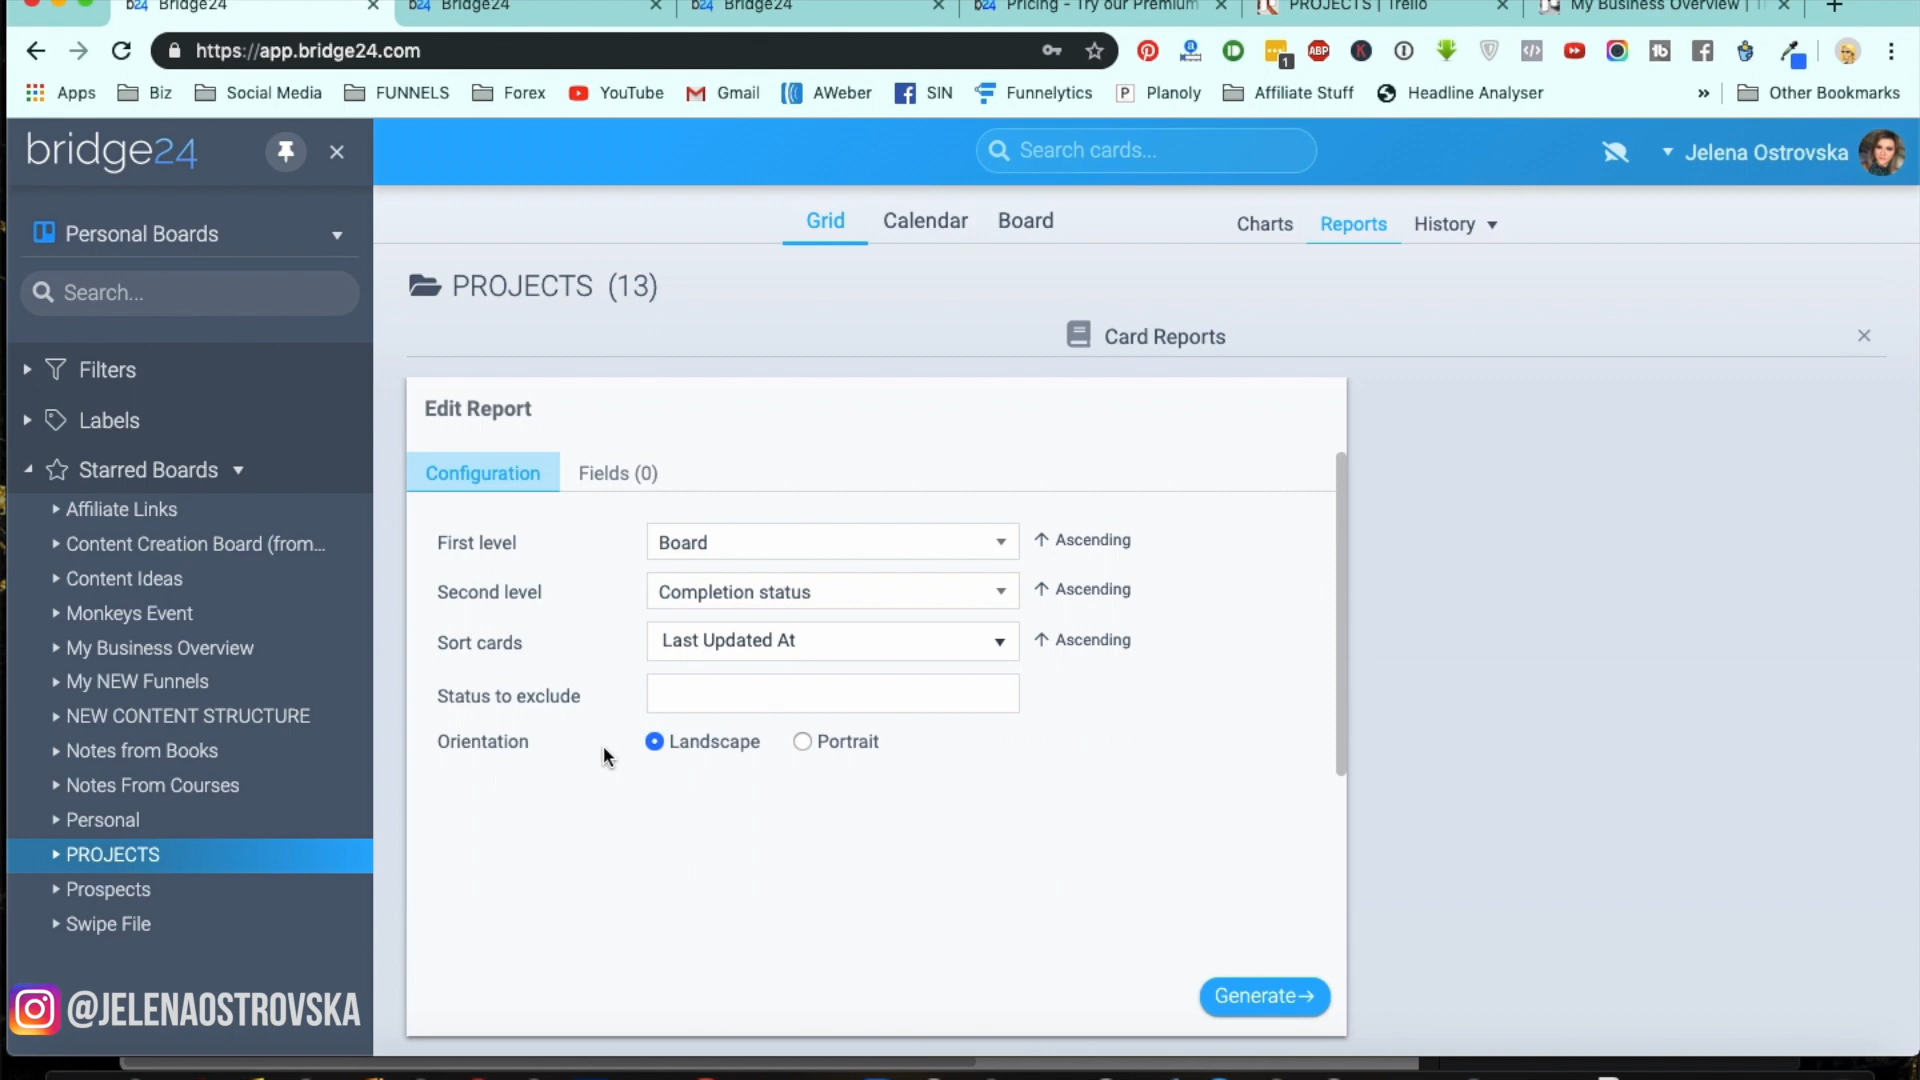 b24 Bridge24
b24 Bridge24
b24 Bridge24
b24 Pricing - Try our Premium
PROJECTS | Trello
My Business Overview |
https://app.bridge24.com
1
ABP
Apps
Biz
Social Media
FUNNELS
Forex
YouTube
Gmail
AWeber
SIN
Funnelytics
Planoly
Affiliate Stuff
Headline Analyser
»
Other Bookmarks
bridge24
Search cards...
Jelena Ostrovska
Personal Boards
Search...
Filters
Labels
Starred Boards
Affiliate Links
Content Creation Board (from...
Content Ideas
Monkeys Event
My Business Overview
My NEW Funnels
NEW CONTENT STRUCTURE
Notes from Books
Notes From Courses
Personal
PROJECTS
Prospects
Swipe File
@JELENAOSTROVSKA
Grid
Calendar
Board
Charts
Reports
History
PROJECTS (13)
Card Reports
Edit Report
Configuration
Fields (0)
First level
Board
Ascending
Second level
Completion status
Ascending
Sort cards
Last Updated At
Ascending
Status to exclude
Orientation
Landscape
Portrait
Generate→